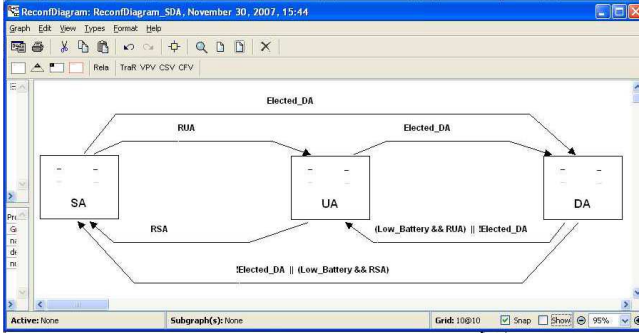 ReconfDiagram: ReconfDiagram_SDA, November 30, 2007, 15:44
Graph Edit View Types Format Help
Rela TraR VPV CSV CFV
Elected_DA
RUA
Elected_DA
SA
UA
DA
RSA
(Low_Battery && RUA) || !Elected_DA
!Elected_DA || (Low_Battery && RSA)
Active: None
Subgraph(s): None
Grid: 10@10
Snap
Show
95%